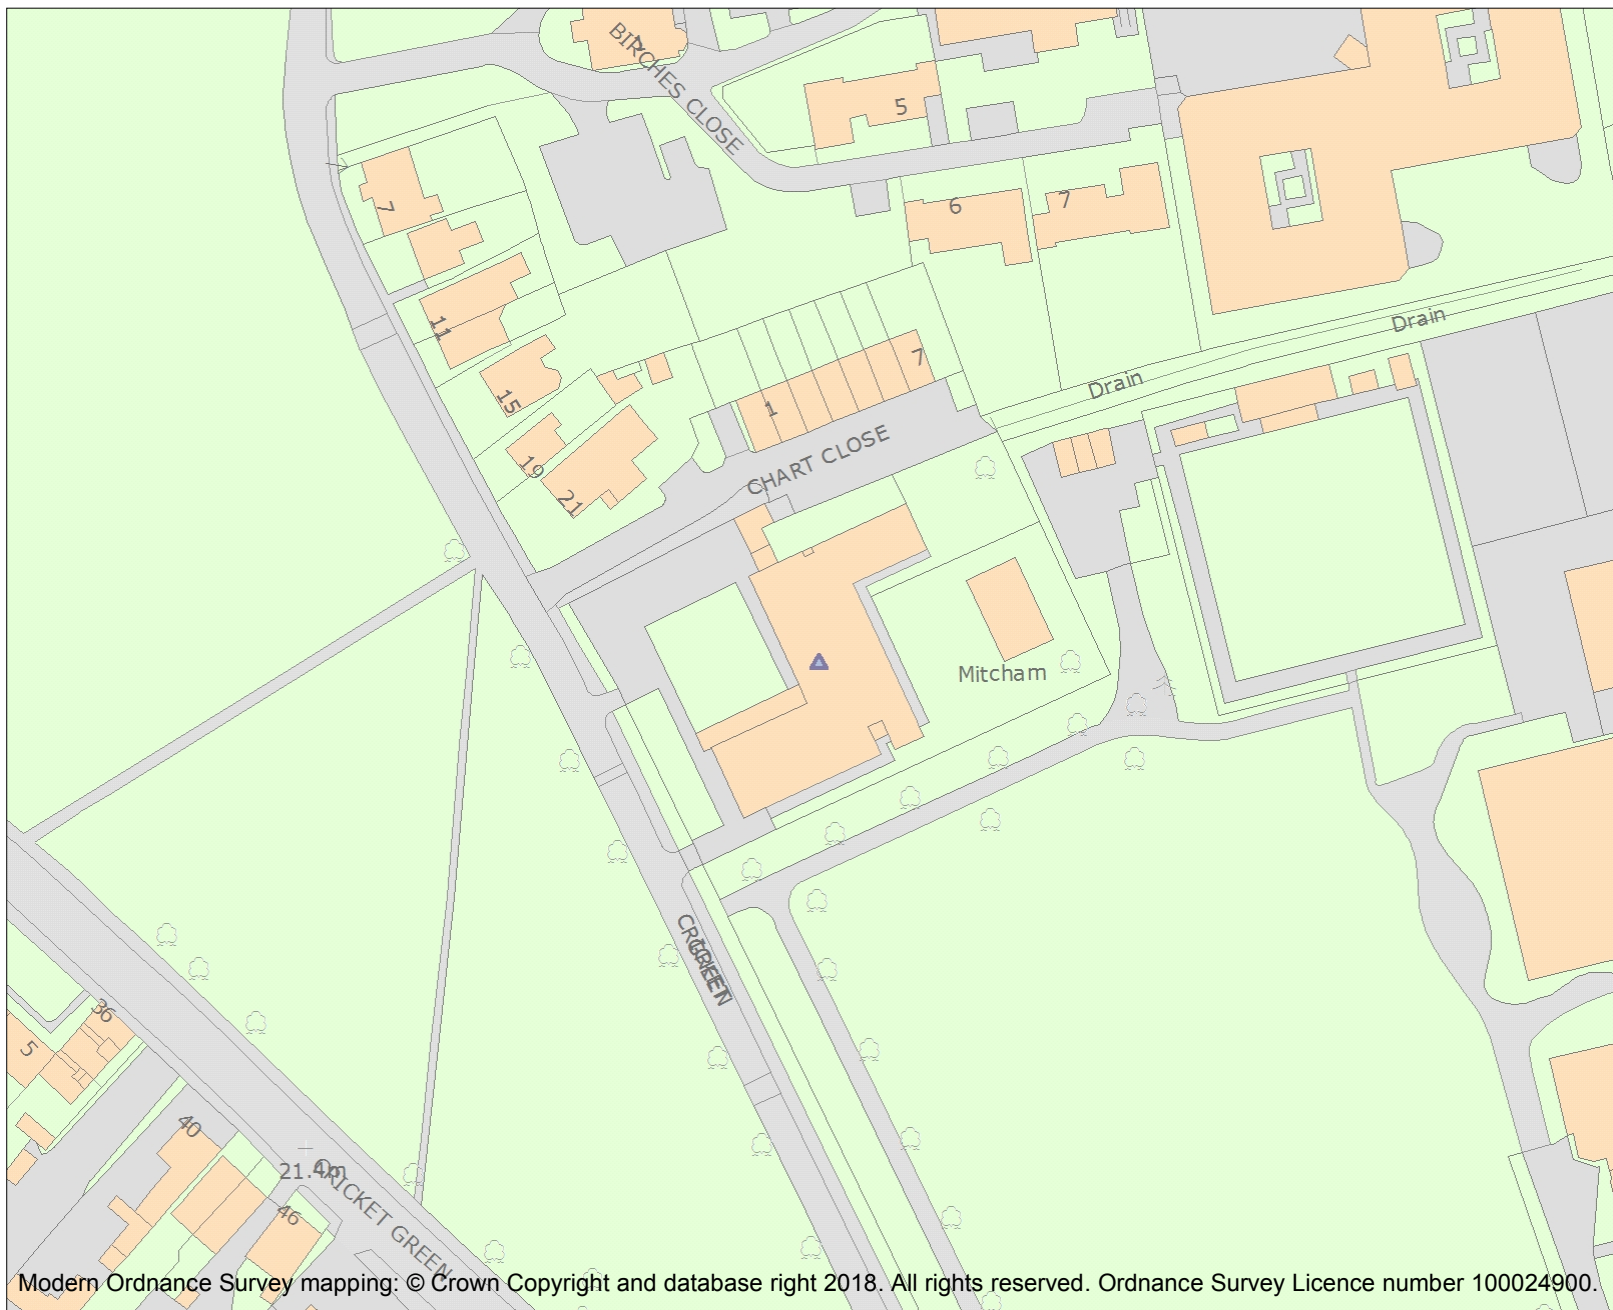 BIRCHES CLOSE
5
7
6
7
11
Drain
Drain
15
7
1
CHART CLOSE
19
21
Mitcham
CRICKET
GREEN
36
5
40
21.4m
CRICKET GREEN
46
Modern Ordnance Survey mapping: © Crown Copyright and database right 2018. All rights reserved. Ordnance Survey Licence number 100024900.